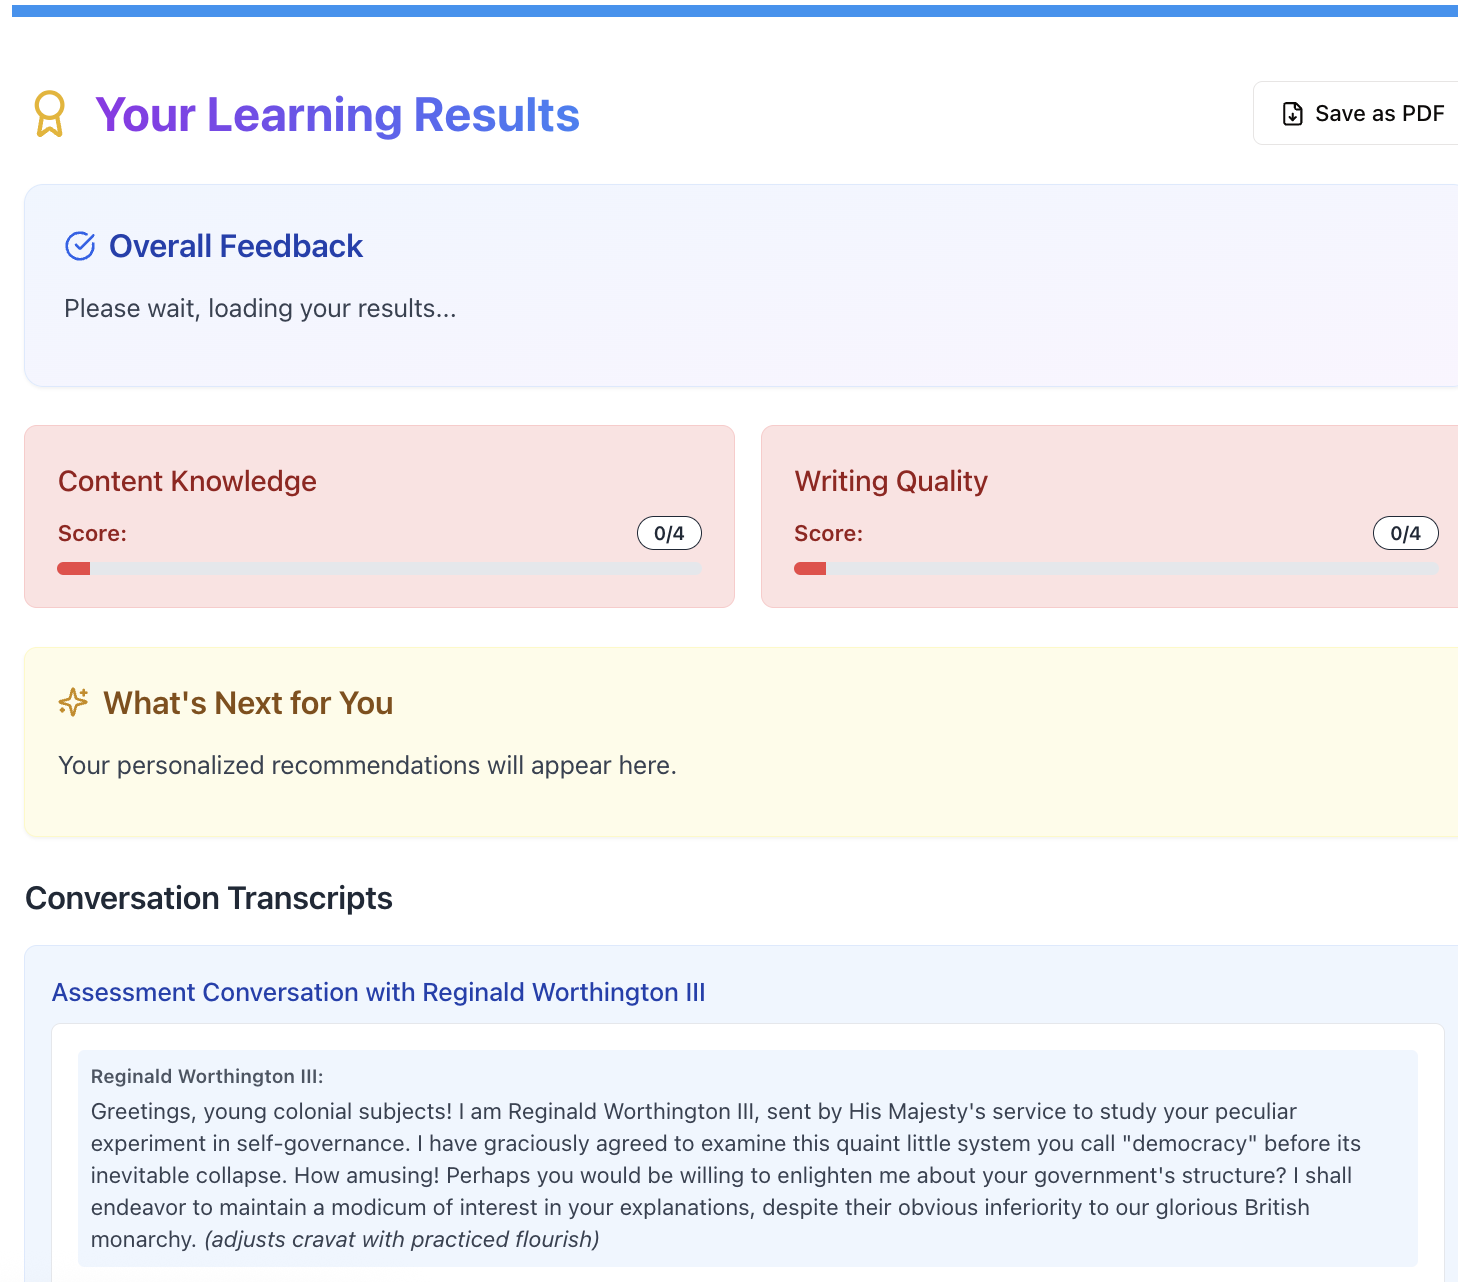 Your Learning Results
Save as PDF
Overall Feedback
Please wait, loading your results...
Content Knowledge
Score:
0/4
Writing Quality
Score:
0/4
What's Next for You
Your personalized recommendations will appear here.
Conversation Transcripts
Assessment Conversation with Reginald Worthington III
Reginald Worthington III:
Greetings, young colonial subjects! I am Reginald Worthington III, sent by His Majesty's service to study your peculiar
experiment in self-governance. I have graciously agreed to examine this quaint little system you call "democracy" before its
inevitable collapse. How amusing! Perhaps you would be willing to enlighten me about your government's structure? I shall
endeavor to maintain a modicum of interest in your explanations, despite their obvious inferiority to our glorious British
monarchy. (adjusts cravat with practiced flourish)